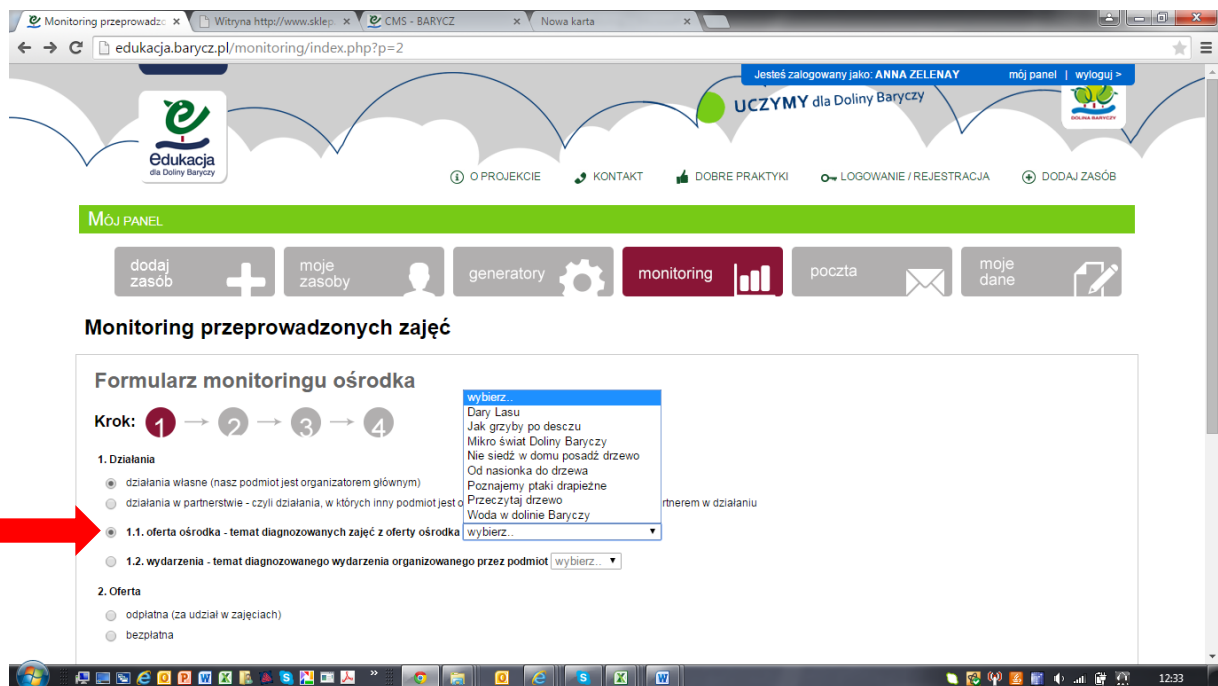 Monitoring przeprowadzo
Witryna http://www.sklep
CMS - BARYCZ
Nowa karta
edukacja.barycz.pl/monitoring/index.php?p=2
Jesteś zalogowany jako: ANNA ZELENAY mój panel | wyloguj >
UCZYMY dla Doliny Baryczy
DOLINA BARYCZY
edukacja
dla Doliny Baryczy
O PROJEKCIE KONTAKT DOBRE PRAKTYKI LOGOWANIE / REJESTRACJA DODAJ ZASÓB
MÓJ PANEL
dodaj zasób
moje zasoby
generatory
monitoring
poczta
moje dane
Monitoring przeprowadzonych zajęć
Formularz monitoringu ośrodka
Krok: 1 → 2 → 3 → 4
wybierz..
Dary Lasu
Jak grzyby po desczu
Mikro świat Doliny Baryczy
Nie siedź w domu posadź drzewo
Od nasionka do drzewa
Poznajemy ptaki drapieżne
Przeczytaj drzewo
Woda w dolinie Baryczy
1. Działania
działania własne (nasz podmiot jest organizatorem głównym)
działania w partnerstwie - czyli działania, w których inny podmiot jest o rtnerem w działaniu
1.1. oferta ośrodka - temat diagnozowanych zajęć z oferty ośrodka wybierz..
1.2. wydarzenia - temat diagnozowanego wydarzenia organizowanego przez podmiot wybierz..
2. Oferta
odpłatna (za udział w zajęciach)
bezpłatna
12:33